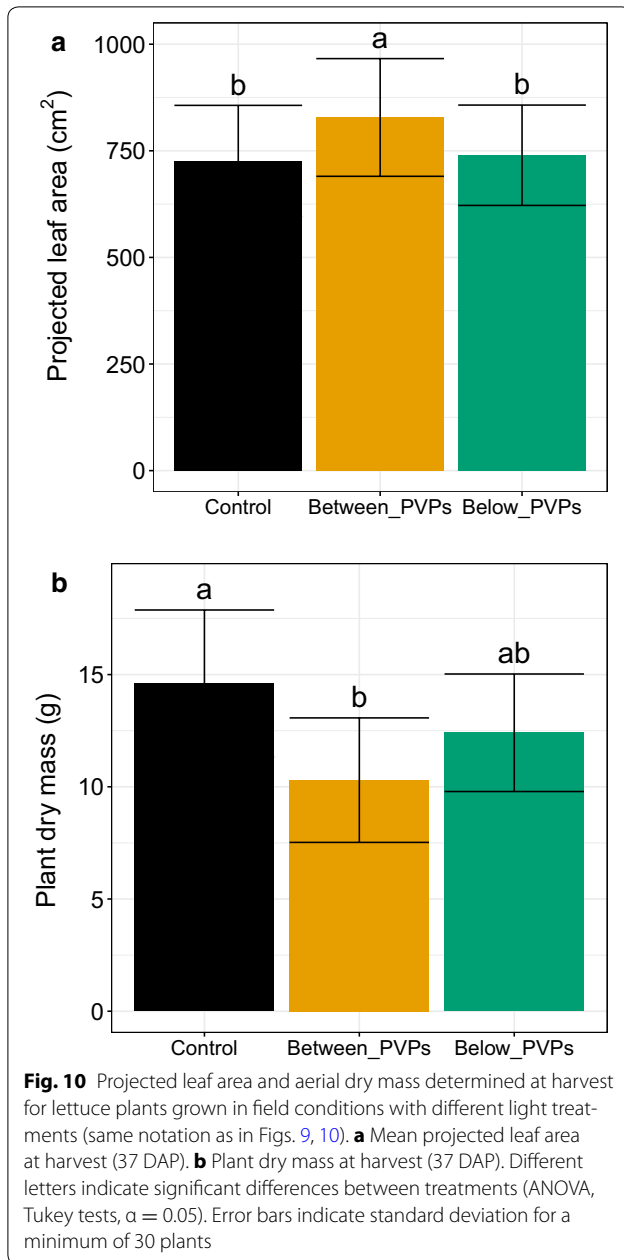 a
1000
750
500
250
0
Projected leaf area (cm²)
b
a
b
Control Between_PVPs Below_PVPs
b
15
10
5
0
Plant dry mass (g)
a
b
ab
Control Between_PVPs Below_PVPs
Fig. 10 Projected leaf area and aerial dry mass determined at harvest
for lettuce plants grown in field conditions with different light treat-
ments (same notation as in Figs. 9, 10). a Mean projected leaf area
at harvest (37 DAP). b Plant dry mass at harvest (37 DAP). Different
letters indicate significant differences between treatments (ANOVA,
Tukey tests, α = 0.05). Error bars indicate standard deviation for a
minimum of 30 plants